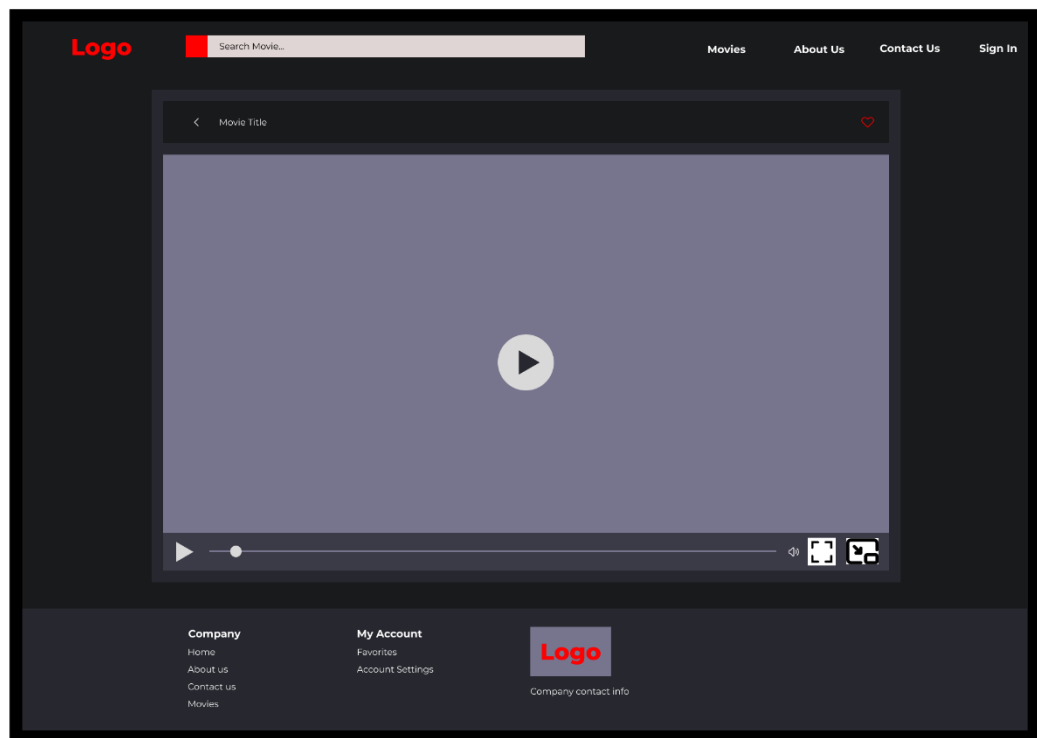 Logo
Search Movie...
Movies
About Us
Contact Us
Sign In
Movie Title
Company
Home
About us
Contact us
Movies
My Account
Favorites
Account Settings
Logo
Company contact info